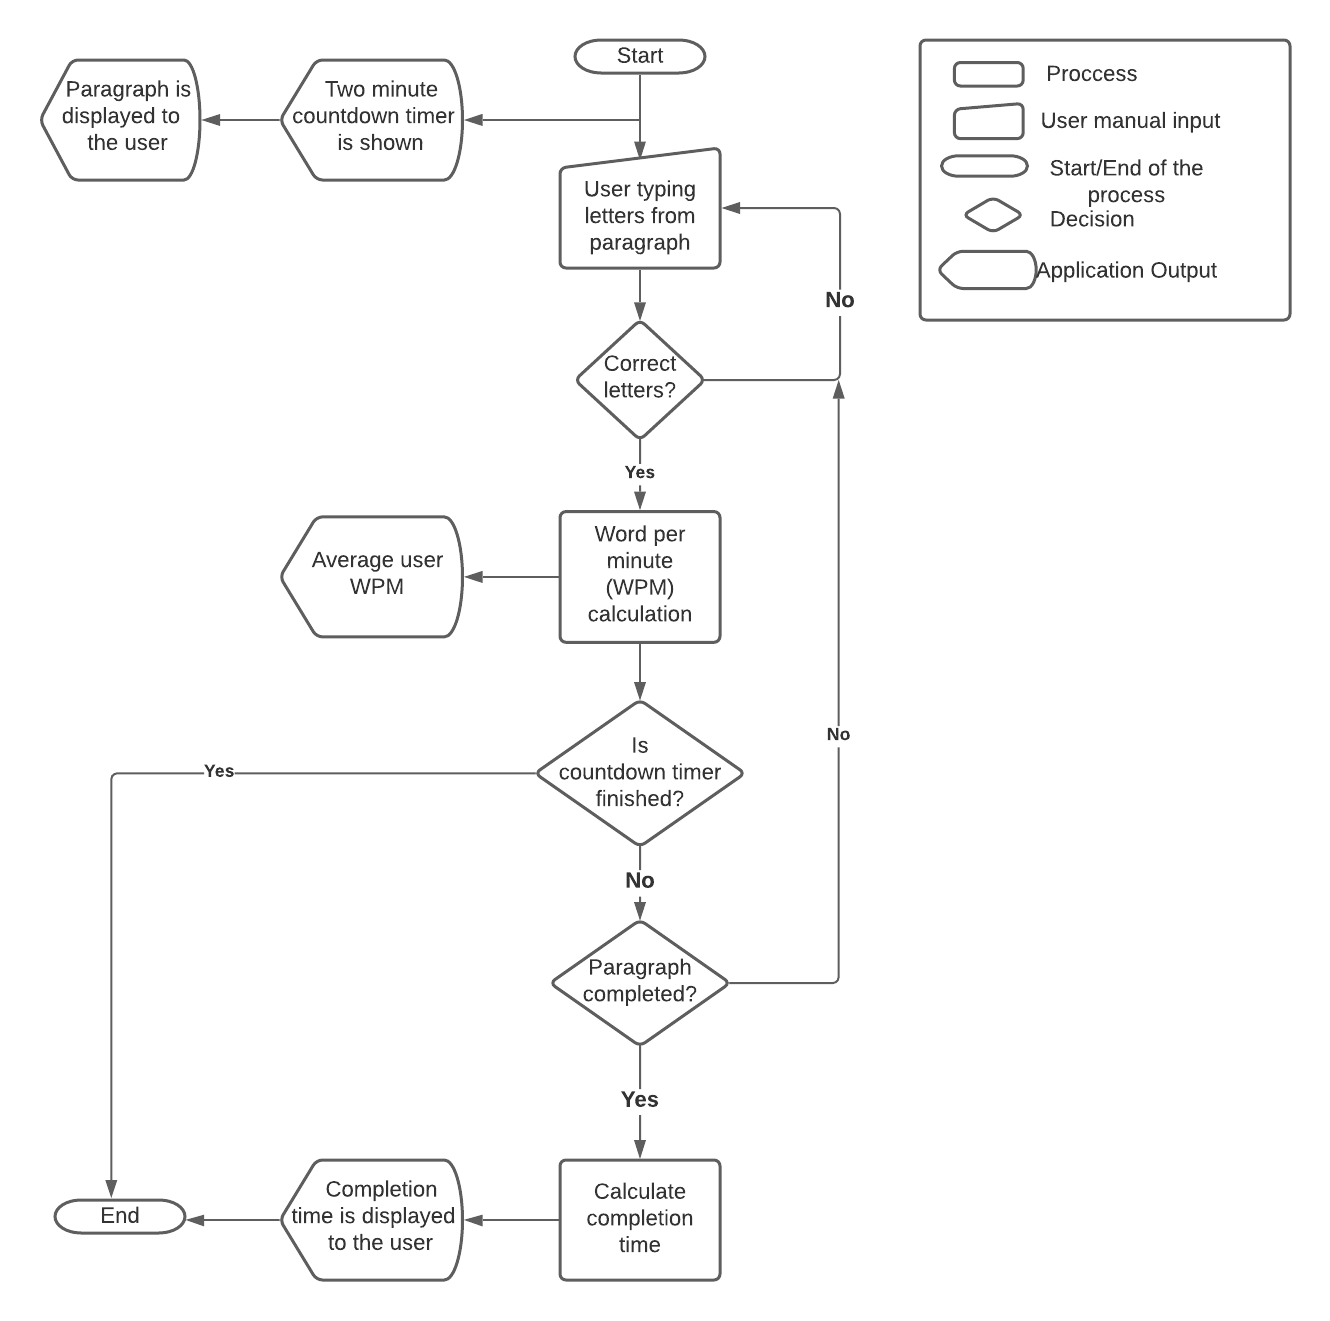 Start
Paragraph is
displayed to
the user
Two minute
countdown timer
is shown
Proccess
User manual input
Start/End of the
process
Decision
Application Output
User typing
letters from
paragraph
No
Correct
letters?
Yes
Word per
minute
(WPM)
calculation
Average user
WPM
Is
countdown timer
finished?
Yes
No
No
Paragraph
completed?
Yes
Calculate
completion
time
Completion
time is displayed
to the user
End